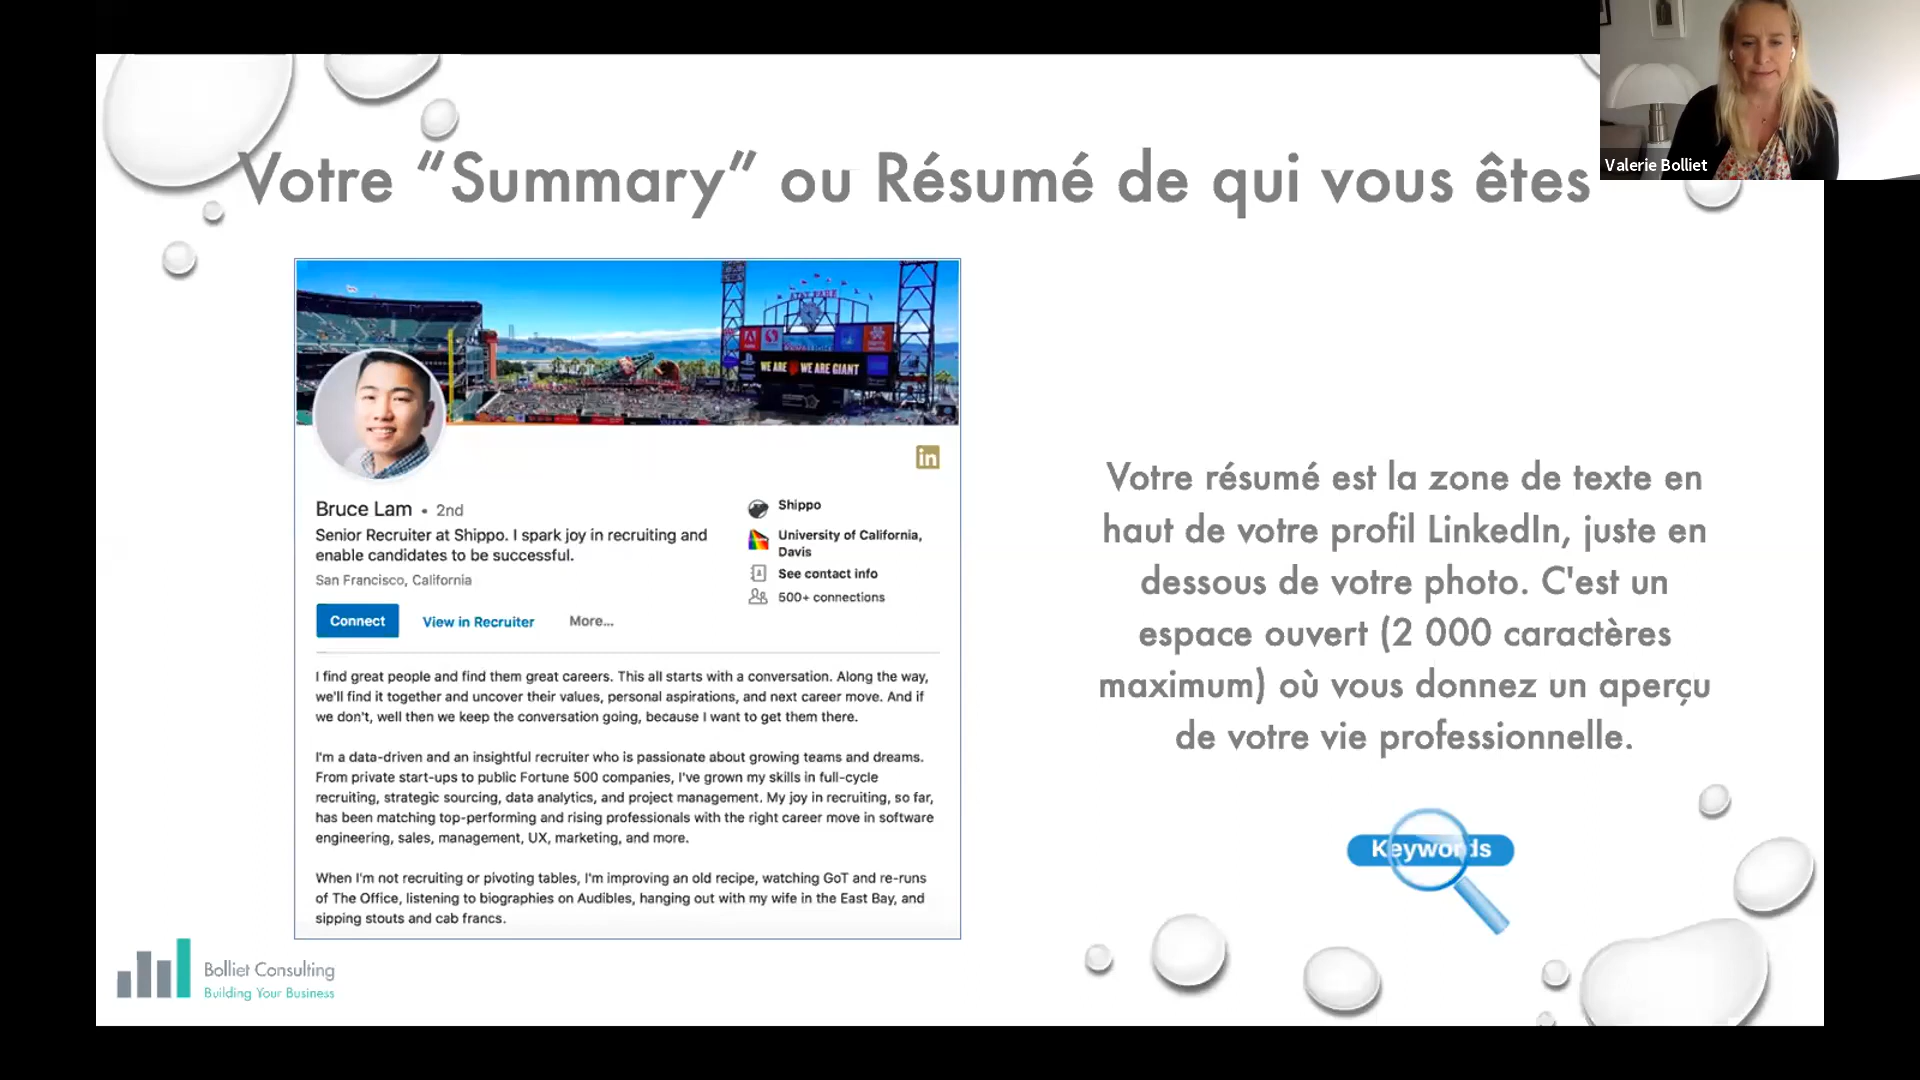 Valerie Bolliet
Votre “Summary” ou Résumé de qui vous êtes
AT&T PARK
WE ARE WE ARE GIANT
in
Bruce Lam • 2nd
Senior Recruiter at Shippo. I spark joy in recruiting and
enable candidates to be successful.
San Francisco, California
Connect
View in Recruiter
More...
Shippo
University of California,
Davis
See contact info
500+ connections
I find great people and find them great careers. This all starts with a conversation. Along the way,
we'll find it together and uncover their values, personal aspirations, and next career move. And if
we don't, well then we keep the conversation going, because I want to get them there.
I'm a data-driven and an insightful recruiter who is passionate about growing teams and dreams.
From private start-ups to public Fortune 500 companies, I've grown my skills in full-cycle
recruiting, strategic sourcing, data analytics, and project management. My joy in recruiting, so far,
has been matching top-performing and rising professionals with the right career move in software
engineering, sales, management, UX, marketing, and more.
When I'm not recruiting or pivoting tables, I'm improving an old recipe, watching GoT and re-runs
of The Office, listening to biographies on Audibles, hanging out with my wife in the East Bay, and
sipping stouts and cab francs.
Votre résumé est la zone de texte en
haut de votre profil LinkedIn, juste en
dessous de votre photo. C'est un
espace ouvert (2 000 caractères
maximum) où vous donnez un aperçu
de votre vie professionnelle.
Keywords
Bolliet Consulting
Building Your Business